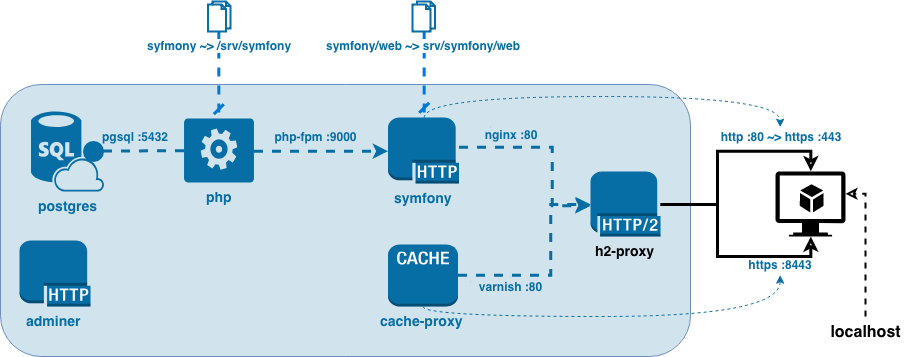 syfmony ~> /srv/symfony
symfony/web ~> srv/symfony/web
SQL
pgsql :5432
postgres
php
php-fpm :9000
HTTP
symfony
nginx :80
http :80 ~> https :443
HTTP/2
h2-proxy
CACHE
varnish :80
cache-proxy
https :8443
HTTP
adminer
localhost